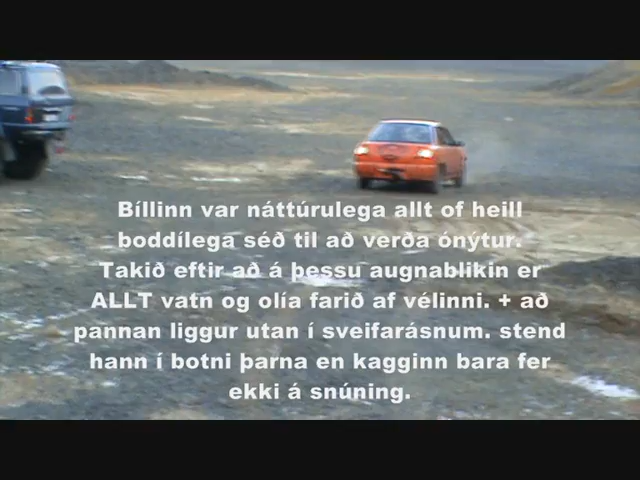 Bíllinn var náttúrulega allt of heill
boddílega séð til að verða ónýtur.
Takið eftir að á þessu augnablikin er
ALLT vatn og olía farið af vélinni. + að
pannan liggur utan í sveifarásnum. stend
hann í botni þarna en kagginn bara fer
ekki á snúning.